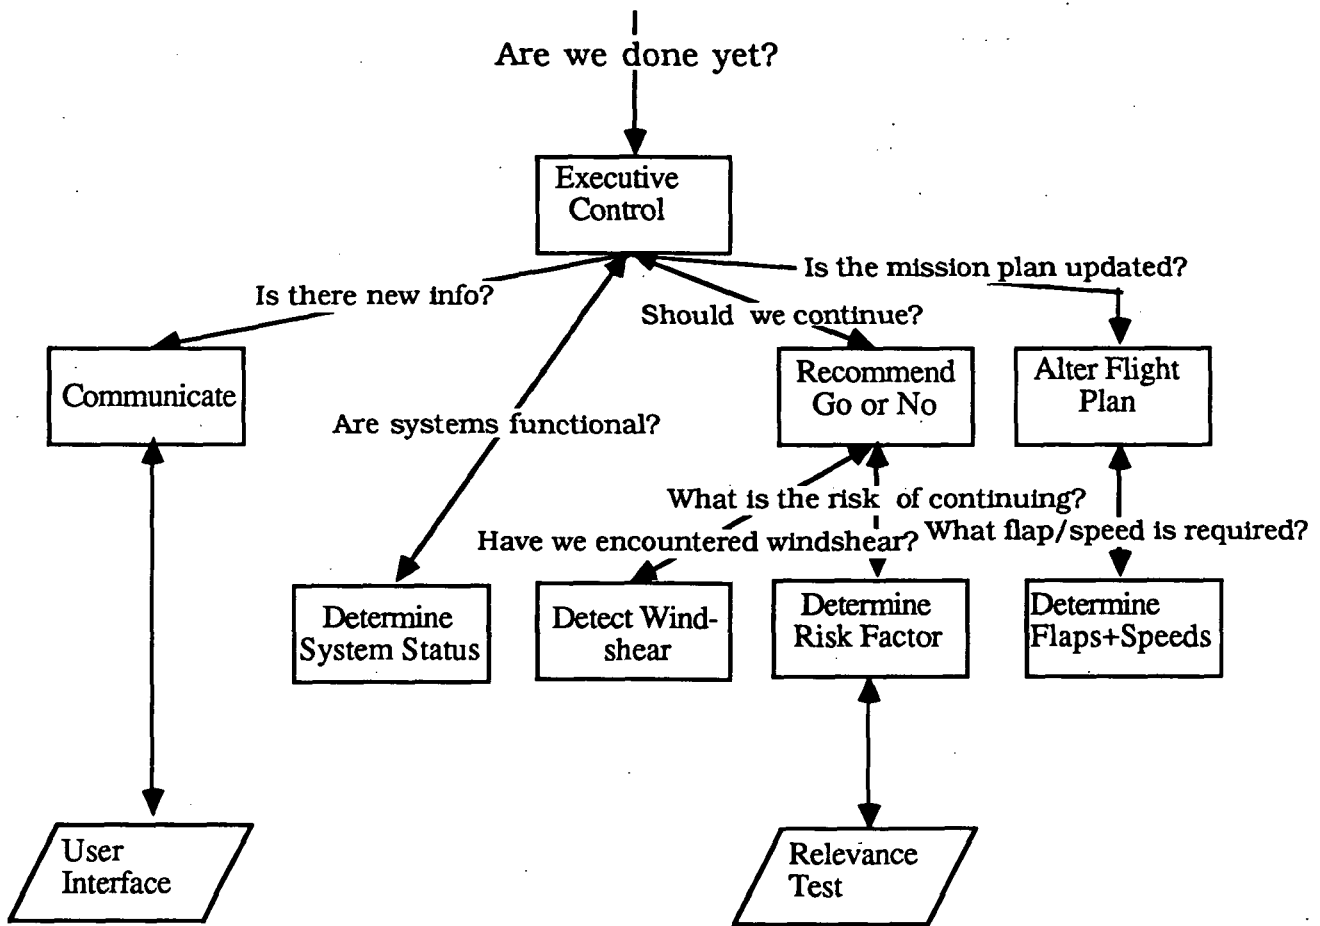 Are we done yet?
Executive
Control
Is the mission plan updated?
Is there new info?
Should we continue?
Communicate
Recommend
Go or No
Alter Flight
Plan
Are systems functional?
What is the risk of continuing?
Have we encountered windshear?
What flap/speed is required?
Determine
System Status
Detect Wind-
shear
Determine
Risk Factor
Determine
Flaps+Speeds
User
Interface
Relevance
Test